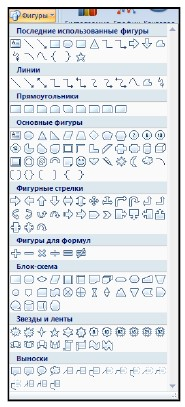 Фигуры
Последние использованные фигуры
Линии
Прямоугольники
Основные фигуры
Фигурные стрелки
Фигуры для формул
Блок-схема
Звезды и ленты
Выноски